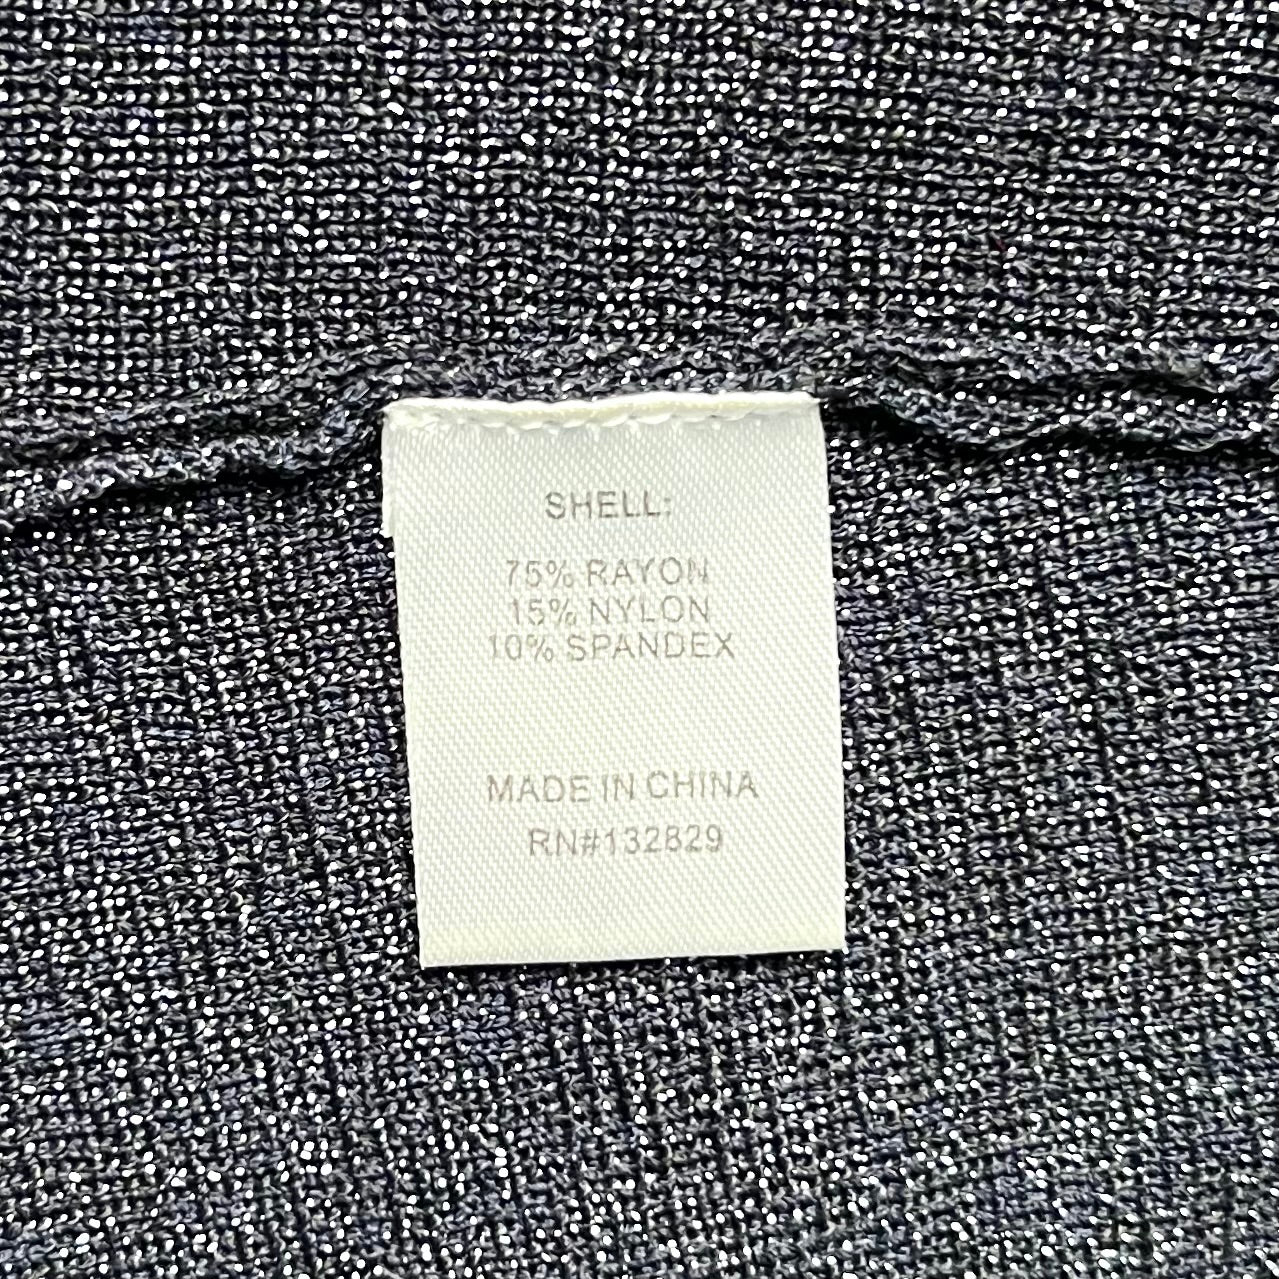 SHELL:
75% RAYON
15% NYLON
10% SPANDEX
MADE IN CHINA
RN#132829